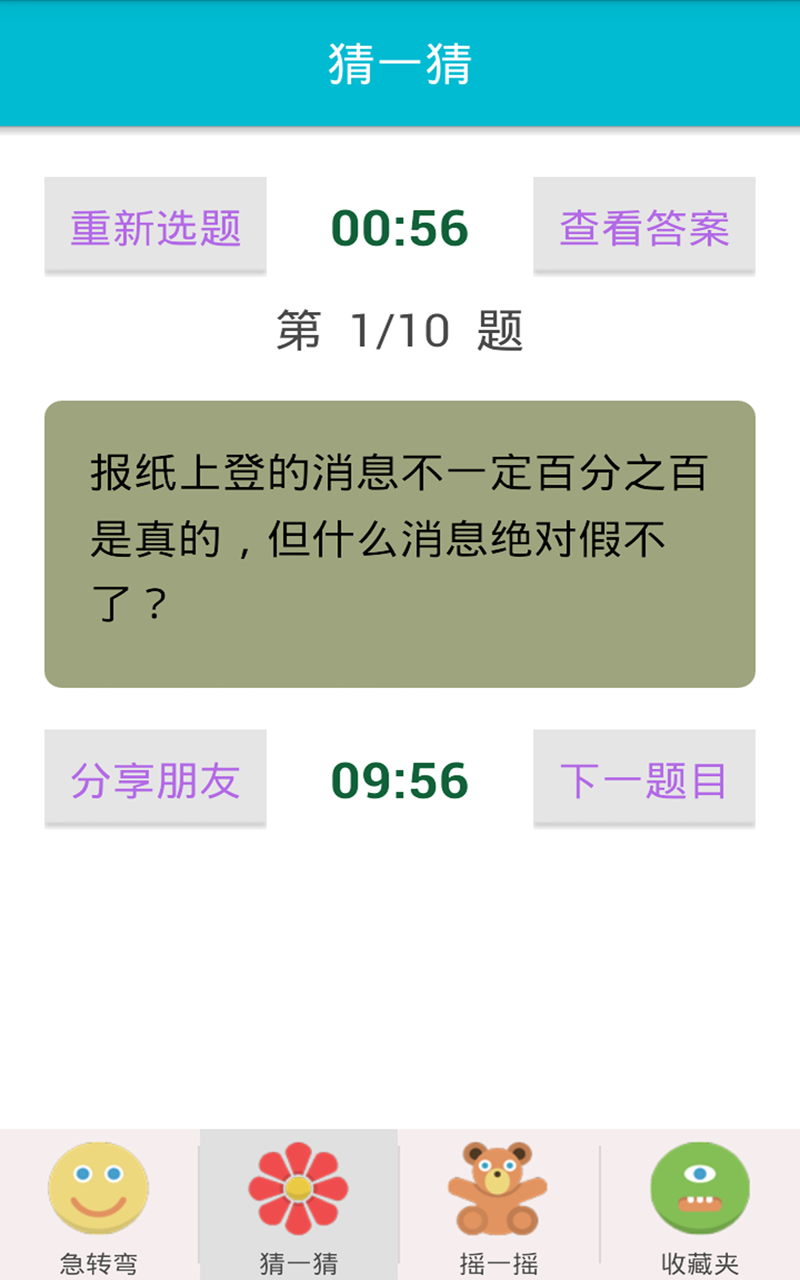 猜一猜
重新选题 00:56 查看答案
第 1/10 题
报纸上登的消息不一定百分之百
是真的，但什么消息绝对假不
了？
分享朋友 09:56 下一题目
急转弯 猜一猜 摇一摇 收藏夹